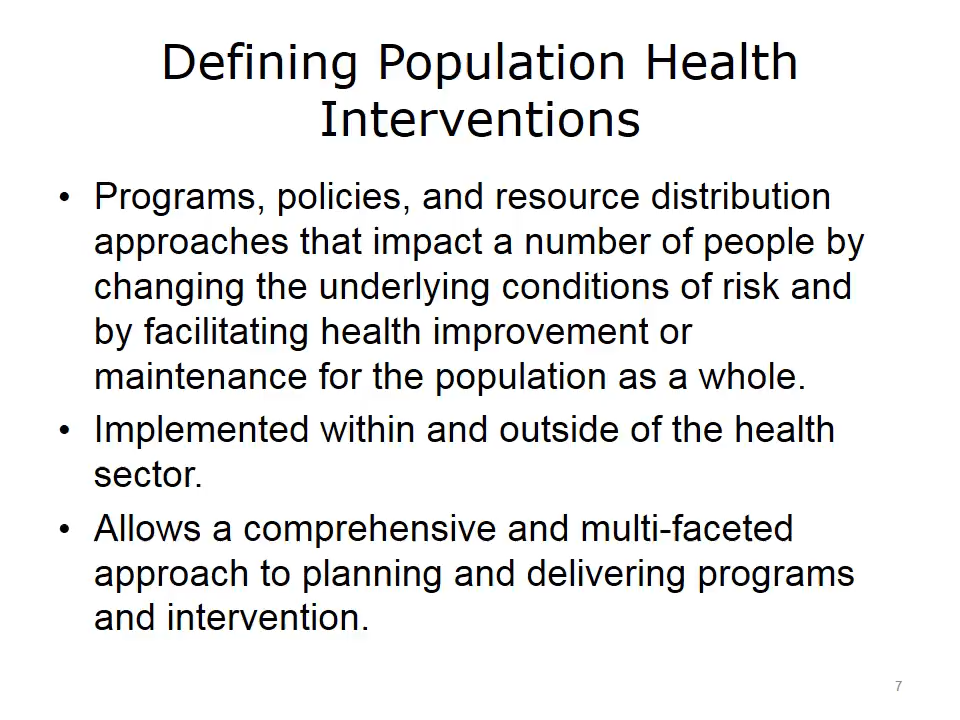 Defining Population Health
Interventions
• Programs, policies, and resource distribution
approaches that impact a number of people by
changing the underlying conditions of risk and
by facilitating health improvement or
maintenance for the population as a whole.
• Implemented within and outside of the health
sector.
• Allows a comprehensive and multi-faceted
approach to planning and delivering programs
and intervention.
7